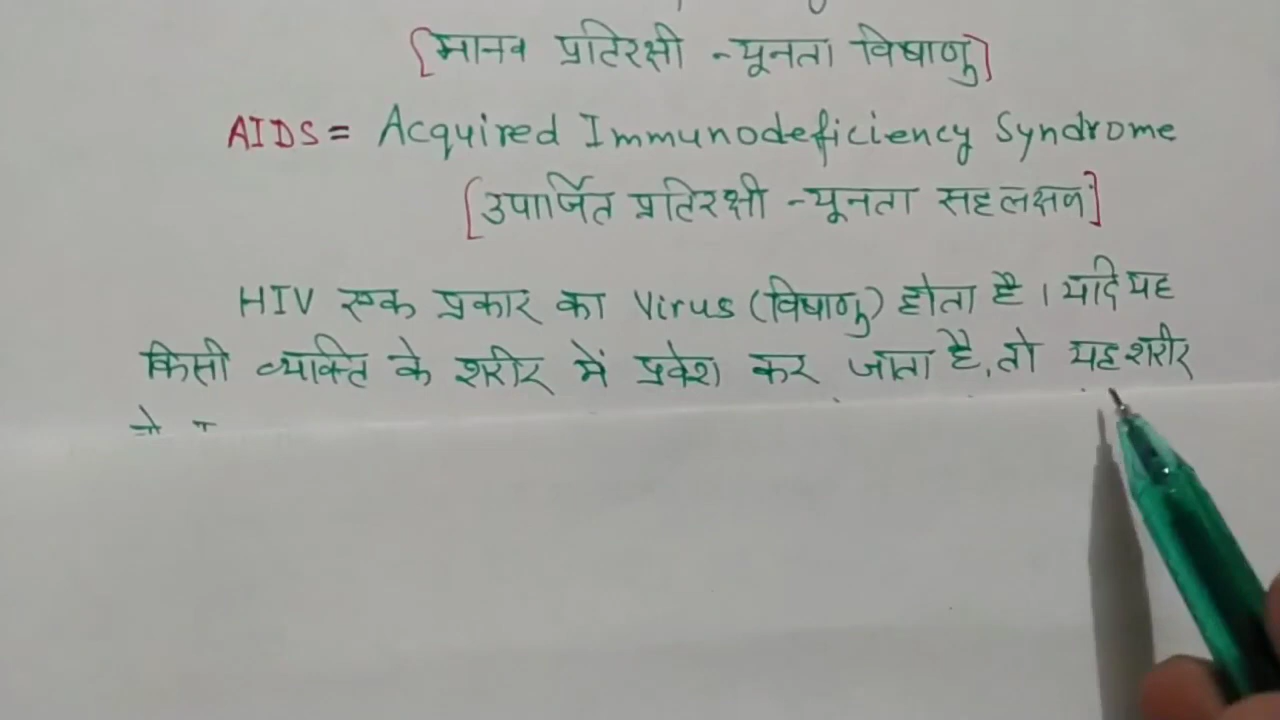 [मानव प्रतिरक्षी न्यूनता विषाणु]
AIDS = Acquired Immunodeficiency Syndrome
[उपार्जित प्रतिरक्षी न्यूनता सहलक्षण]
HIV एक प्रकार का Virus (विषाणु) होता है। यदि यह
किसी व्यक्ति के शरीर में प्रवेश कर जाता है, तो यह शरीर